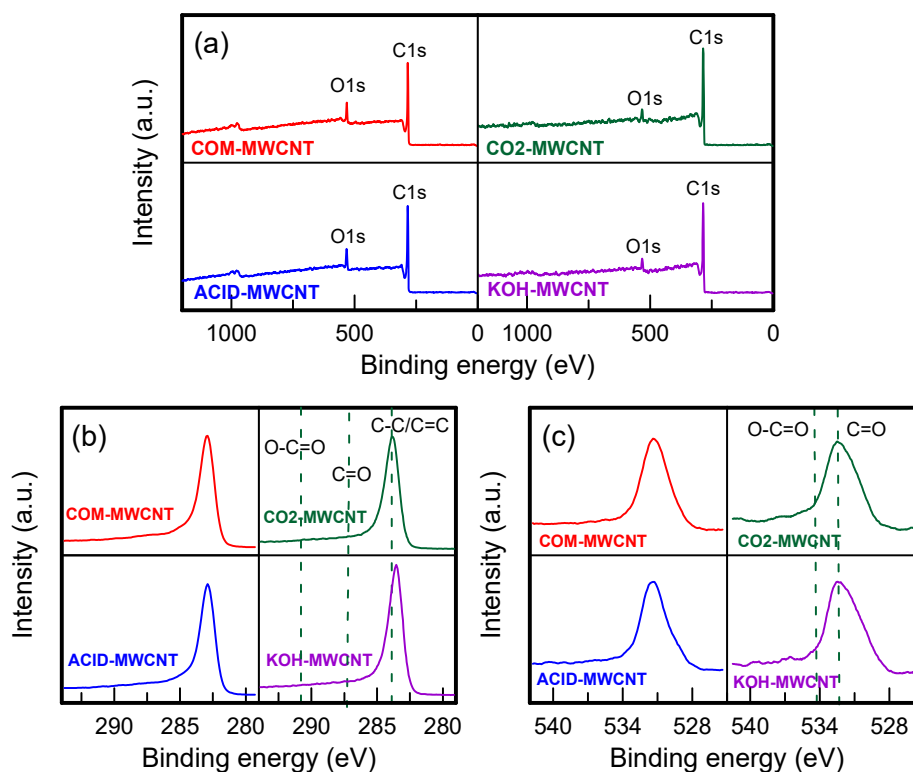 (a)
C1s
C1s
O1s
O1s
COM-MWCNT
CO2-MWCNT
C1s
C1s
O1s
O1s
ACID-MWCNT
KOH-MWCNT
Intensity (a.u.)
1000 500 0 1000 500 0
Binding energy (eV)
(b)
C-C/C=C
O-C=O
C=O
COM-MWCNT
CO2-MWCNT
ACID-MWCNT
KOH-MWCNT
Intensity (a.u.)
290 285 280 290 285 280
Binding energy (eV)
(c)
O-C=O C=O
COM-MWCNT
CO2-MWCNT
ACID-MWCNT
KOH-MWCNT
Intensity (a.u.)
540 534 528 540 534 528
Binding energy (eV)